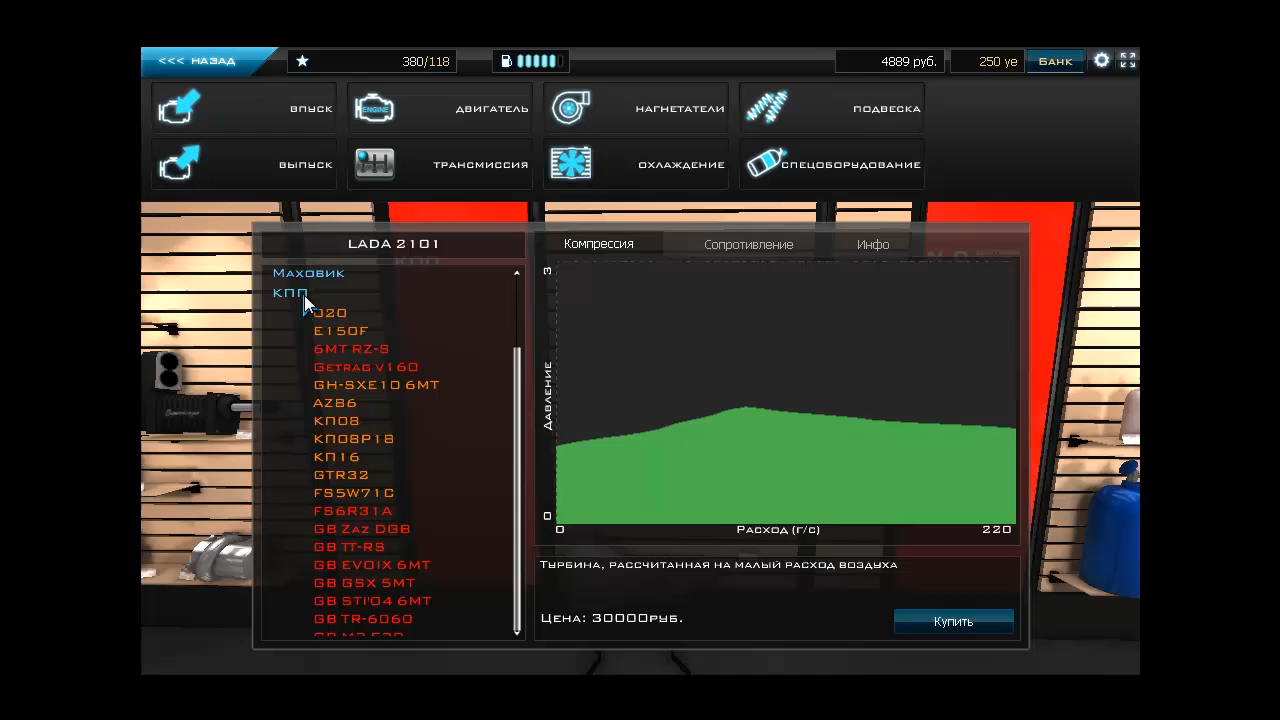 <<< НАЗАД
380/118
4889 руб.
250 уе
БАНК
ВПУСК
ENGINE
ДВИГАТЕЛЬ
НАГНЕТАТЕЛИ
ПОДВЕСКА
ВЫПУСК
ТРАНСМИССИЯ
ОХЛАЖДЕНИЕ
СПЕЦОБОРУДОВАНИЕ
LADA 2101
Компрессия
Сопротивление
Инфо
МАХОВИК
КПП
020
E150F
6MT RZ-S
GETRAG V160
GH-SXE10 6MT
AZ86
КП08
КП08Р18
КП16
GTR32
FS5W71C
FS6R31A
GB ZAZ DGB
GB TT-RS
GB EVOIX 6MT
GB GSX 5MT
GB STI'04 6MT
GB TR-6060
3
ДАВЛЕНИЕ
0
0
РАСХОД (Г/С)
220
ТУРБИНА, РАССЧИТАННАЯ НА МАЛЫЙ РАСХОД ВОЗДУХА
ЦЕНА: 30000РУБ.
Купить